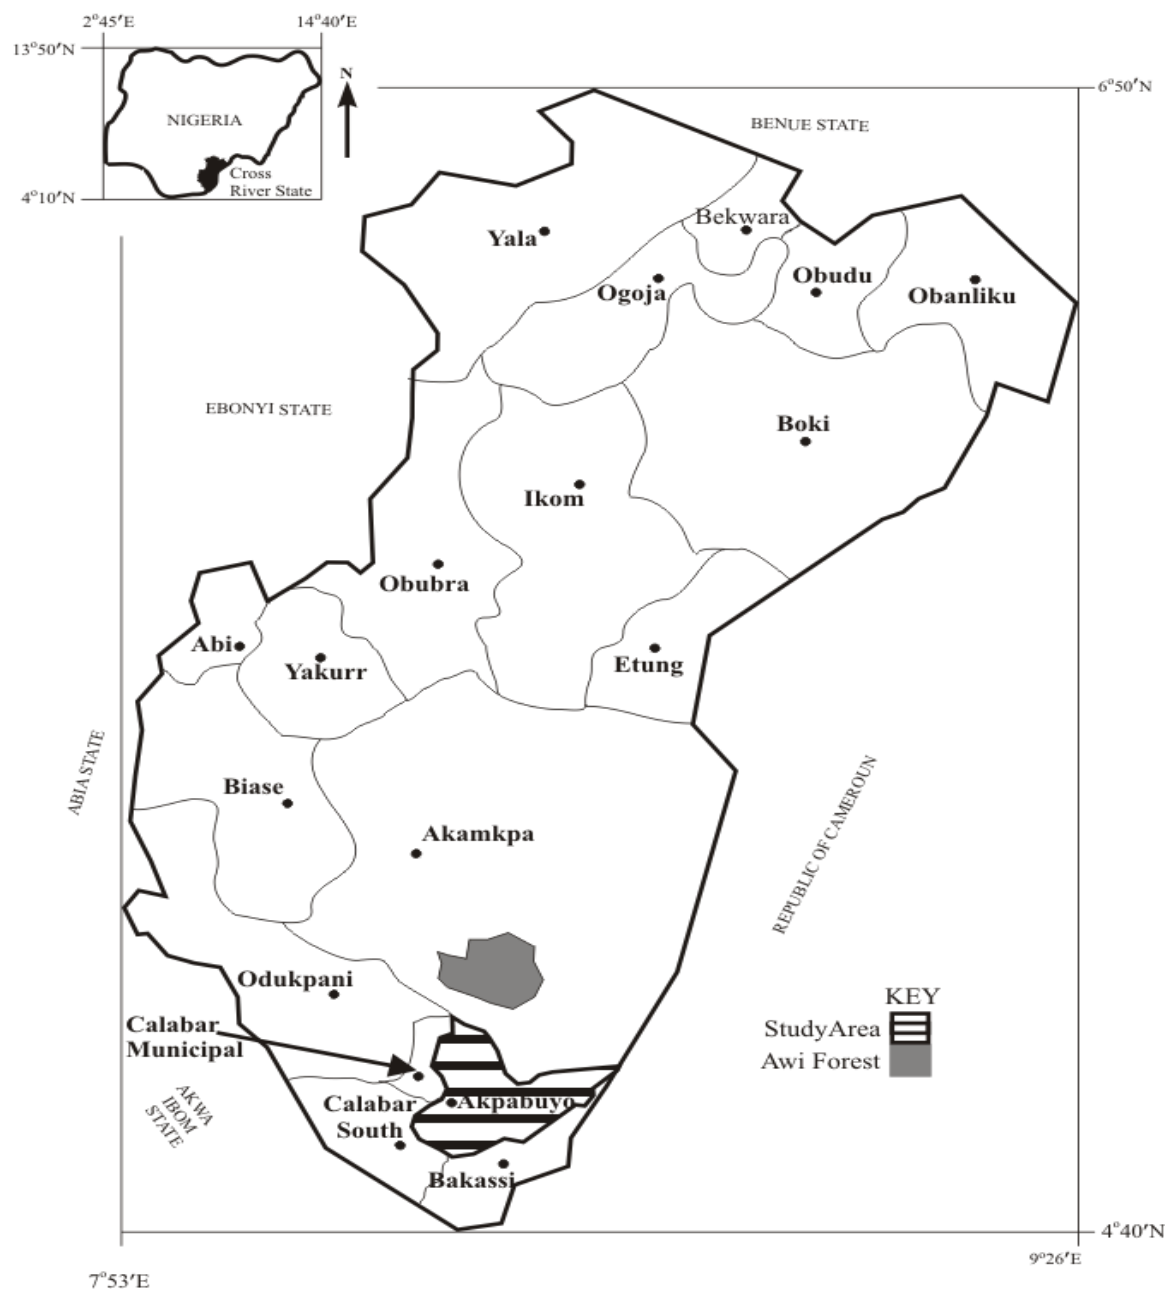 2°45′E 14°40′E
13°50′N
NIGERIA
Cross
River State
4°10′N
N
6°50′N
BENUE STATE
Bekwara
Yala
Obudu
Ogoja
Obanliku
EBONYI STATE
Boki
Ikom
Obubra
Abi
Yakurr
Etung
ABIA STATE
Biase
Akamkpa
REPUBLIC OF CAMEROUN
Odukpani
KEY
StudyArea
Awi Forest
Calabar
Municipal
AKWA
IBOM
STATE
Calabar
South
Akpabuyo
Bakassi
4°40′N
9°26′E
7°53′E